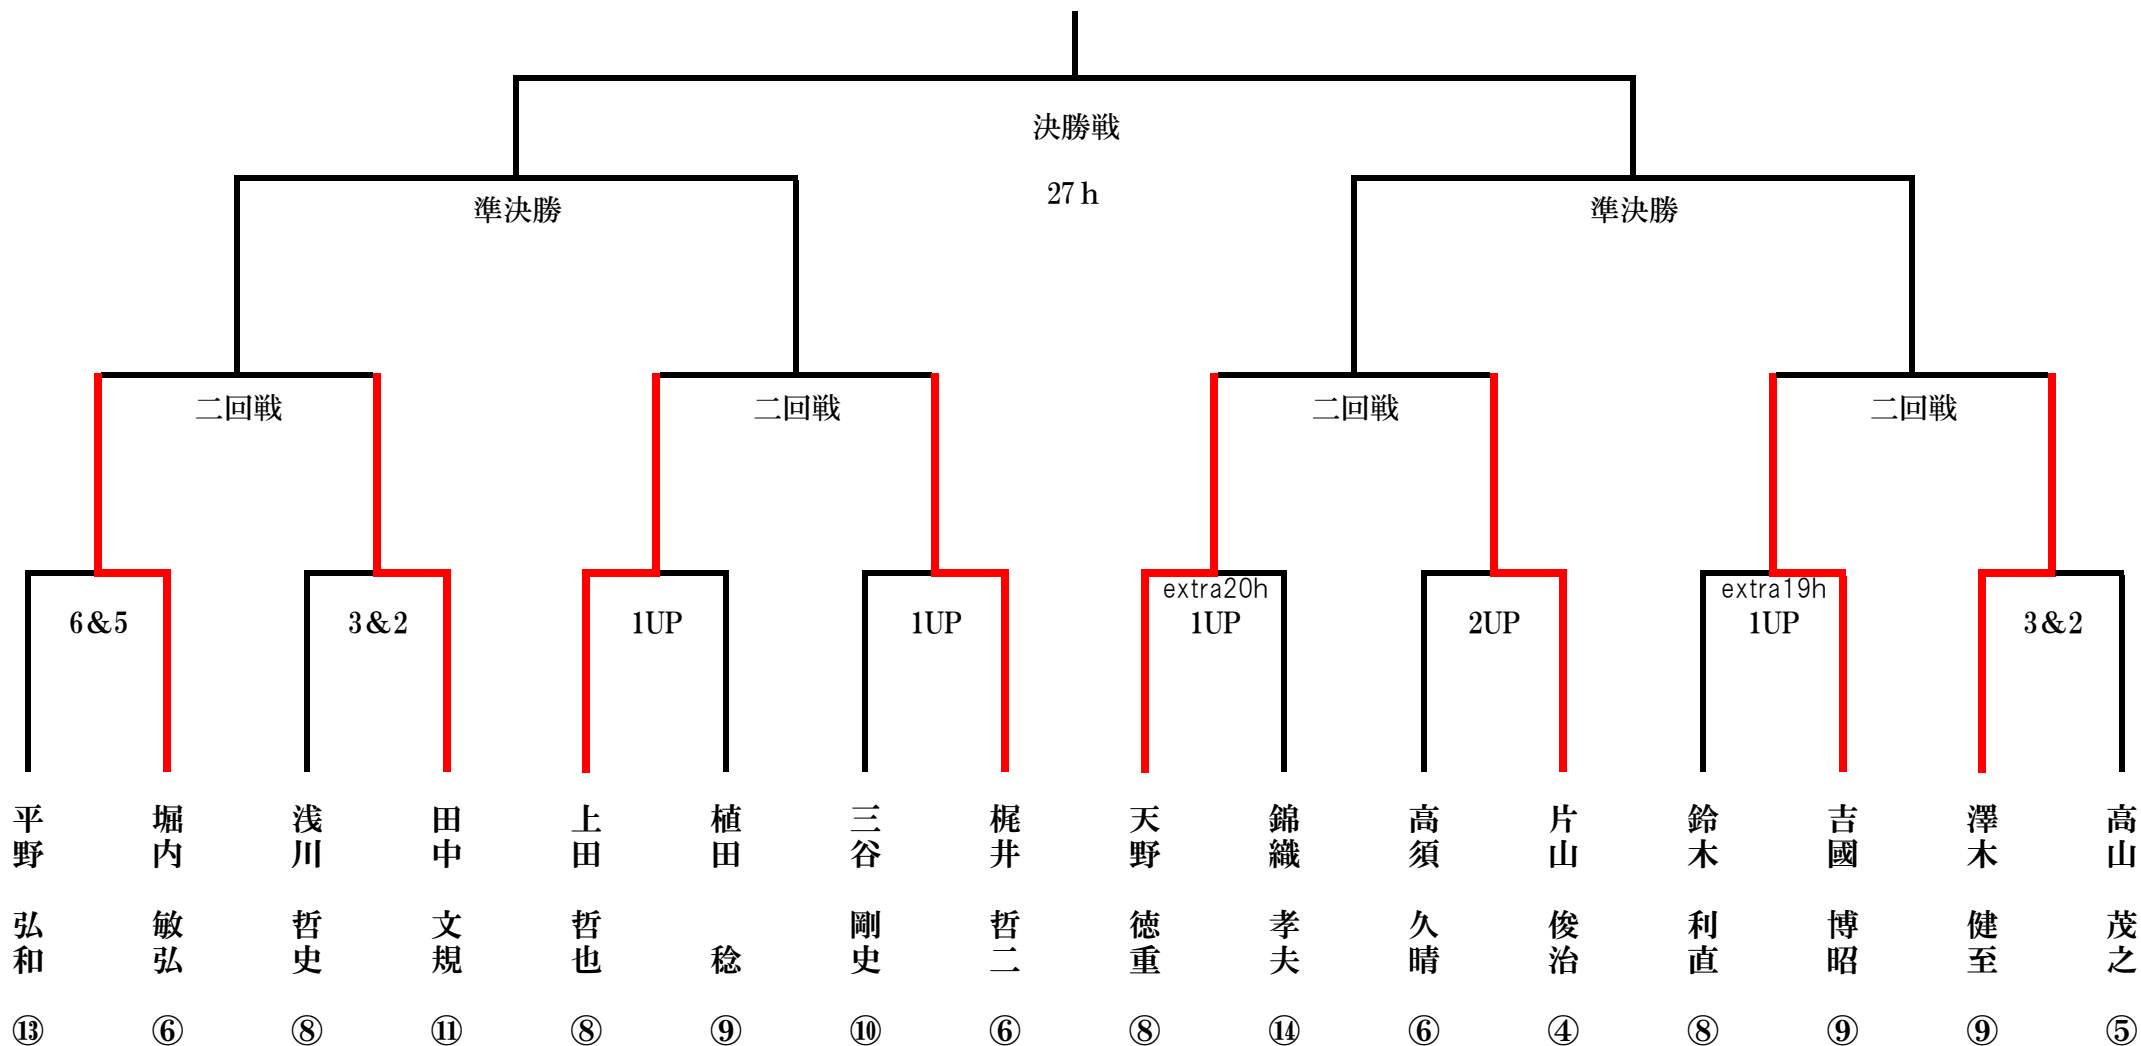 決勝戦
27h
準決勝
準決勝
二回戦
二回戦
二回戦
二回戦
extra20h
extra19h
6&5
3&2
1UP
1UP
1UP
2UP
1UP
3&2
平野 弘和 ⑬
堀内 敏弘 ⑥
浅川 哲史 ⑧
田中 文規 ⑪
上田 哲也 ⑧
植田 稔 ⑨
三谷 剛史 ⑩
梶井 哲二 ⑥
天野 徳重 ⑧
錦織 孝夫 ⑭
高須 久晴 ⑥
片山 俊治 ④
鈴木 利直 ⑧
吉國 博昭 ⑨
澤木 健至 ⑨
高山 茂之 ⑤